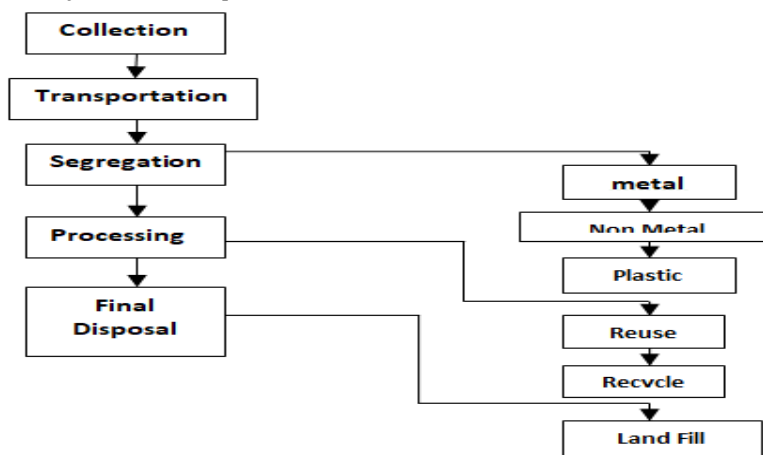 Collection
Transportation
Segregation
Processing
Final
Disposal
metal
Non Metal
Plastic
Reuse
Recycle
Land Fill